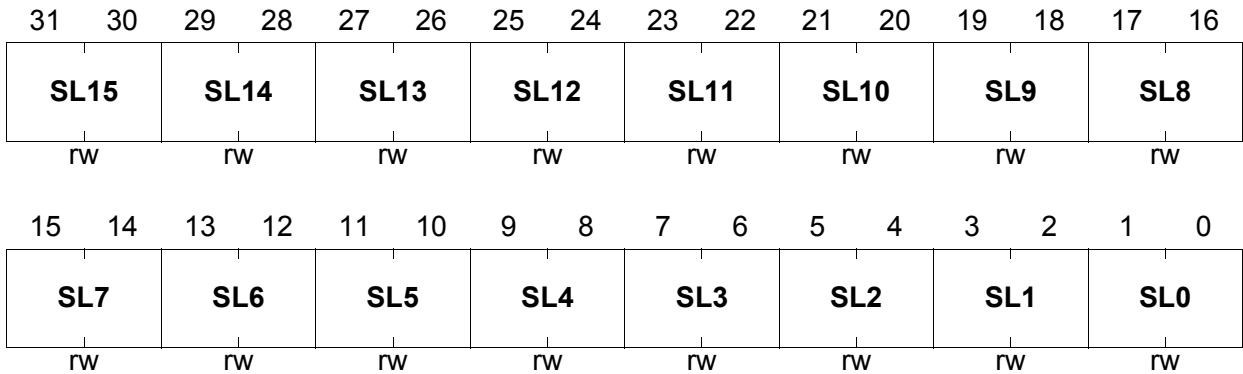 31 30 29 28 27 26 25 24 23 22 21 20 19 18 17 16
SL15 SL14 SL13 SL12 SL11 SL10 SL9 SL8
rw rw rw rw rw rw rw rw
15 14 13 12 11 10 9 8 7 6 5 4 3 2 1 0
SL7 SL6 SL5 SL4 SL3 SL2 SL1 SL0
rw rw rw rw rw rw rw rw